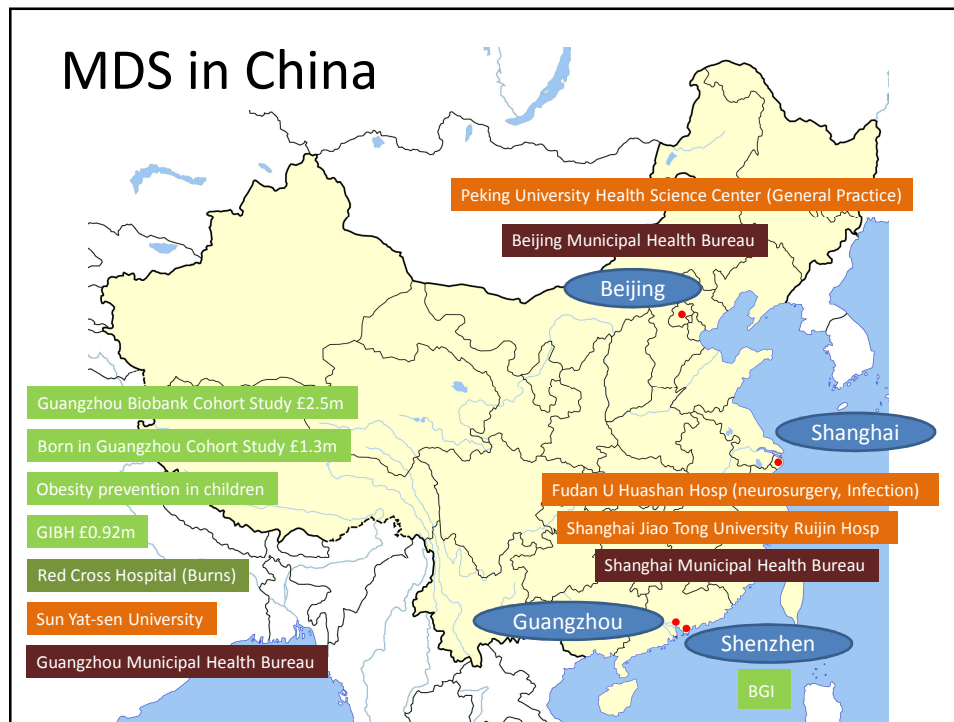 MDS in China
Peking University Health Science Center (General Practice)
Beijing Municipal Health Bureau
Beijing
Guangzhou Biobank Cohort Study £2.5m
Born in Guangzhou Cohort Study £1.3m
Obesity prevention in children
GIBH £0.92m
Red Cross Hospital (Burns)
Sun Yat-sen University
Guangzhou Municipal Health Bureau
Shanghai
Fudan U Huashan Hosp (neurosurgery, Infection)
Shanghai Jiao Tong University Ruijin Hosp
Shanghai Municipal Health Bureau
Guangzhou
Shenzhen
BGI